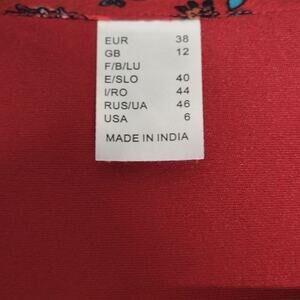 EUR 38
GB 12
F/B/LU
E/SLO 40
I/RO 44
RUS/UA 46
USA 6
MADE IN INDIA